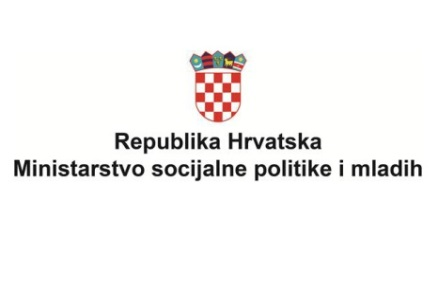 Republika Hrvatska
Ministarstvo socijalne politike i mladih